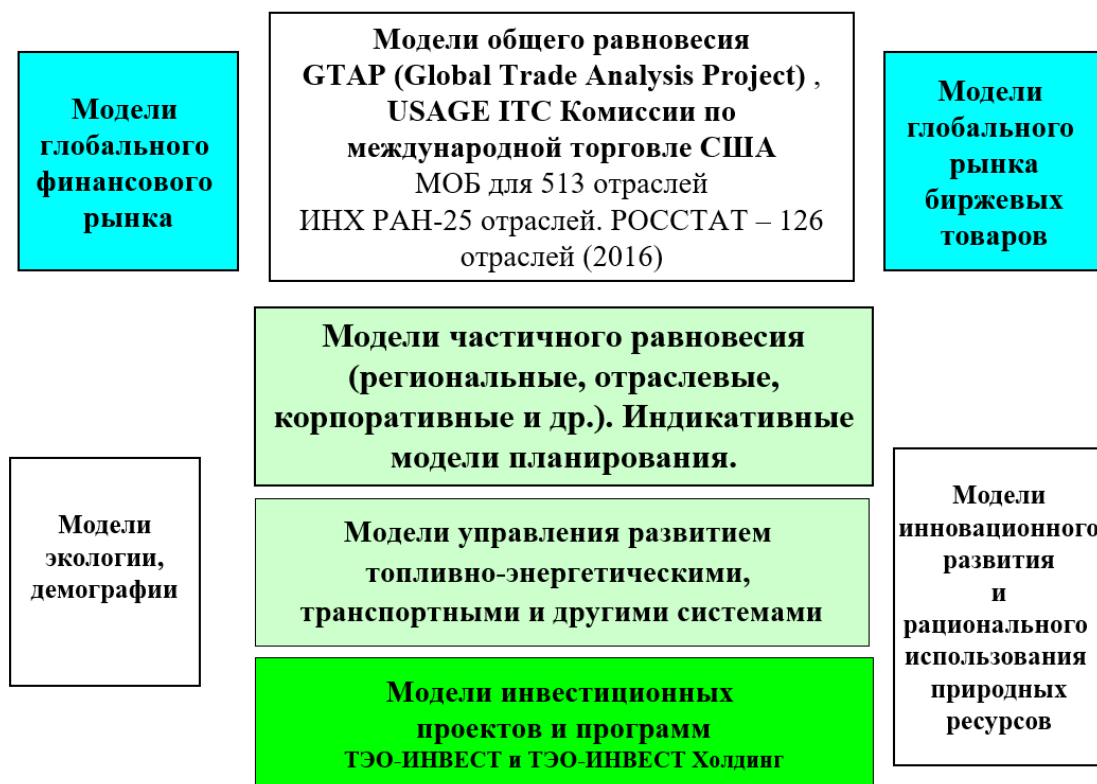 Модели
глобального
финансового
рынка
Модели общего равновесия
GTAP (Global Trade Analysis Project) ,
USAGE ITC Комиссии по
международной торговле США
МОБ для 513 отраслей
ИНХ РАН-25 отраслей. РОССТАТ – 126
отраслей (2016)
Модели
глобального
рынка
биржевых
товаров
Модели частичного равновесия
(региональные, отраслевые,
корпоративные и др.). Индикативные
модели планирования.
Модели
экологии,
демографии
Модели управления развитием
топливно-энергетическими,
транспортными и другими системами
Модели
инновационного
развития
и
рационального
использования
природных
ресурсов
Модели инвестиционных
проектов и программ
ТЭО-ИНВЕСТ и ТЭО-ИНВЕСТ Холдинг